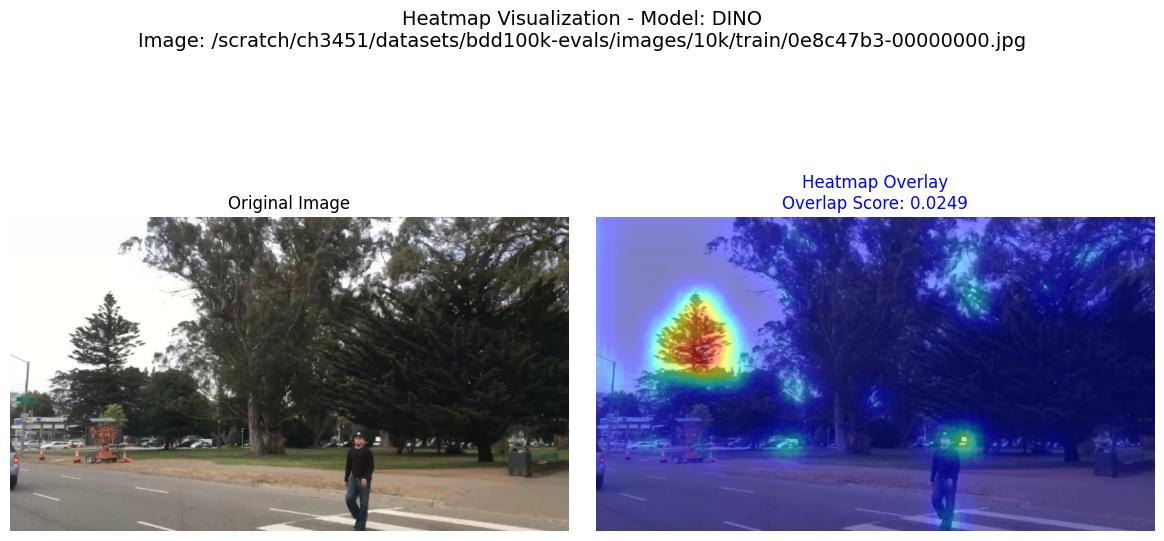 Heatmap Visualization - Model: DINO
Image: /scratch/ch3451/datasets/bdd100k-evals/images/10k/train/0e8c47b3-00000000.jpg
Original Image
Heatmap Overlay
Overlap Score: 0.0249